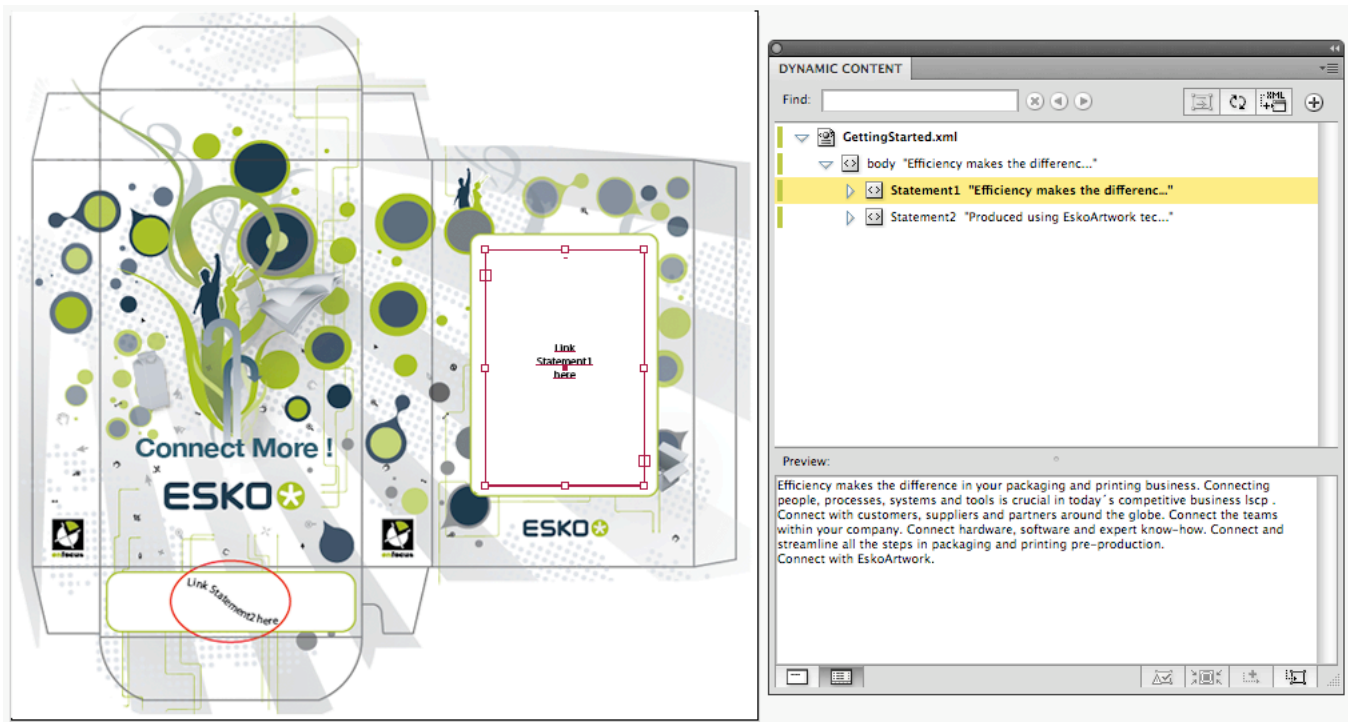 Link
Statement1
here
Connect More !
ESKO
ESKO
enfocus
enfocus
Link Statement2 here
DYNAMIC CONTENT
Find:
XML
GettingStarted.xml
body "Efficiency makes the differenc..."
Statement1 "Efficiency makes the differenc..."
Statement2 "Produced using EskoArtwork tec..."
Preview:
Efficiency makes the difference in your packaging and printing business. Connecting
people, processes, systems and tools is crucial in today´s competitive business lscp .
Connect with customers, suppliers and partners around the globe. Connect the teams
within your company. Connect hardware, software and expert know-how. Connect and
streamline all the steps in packaging and printing pre-production.
Connect with EskoArtwork.